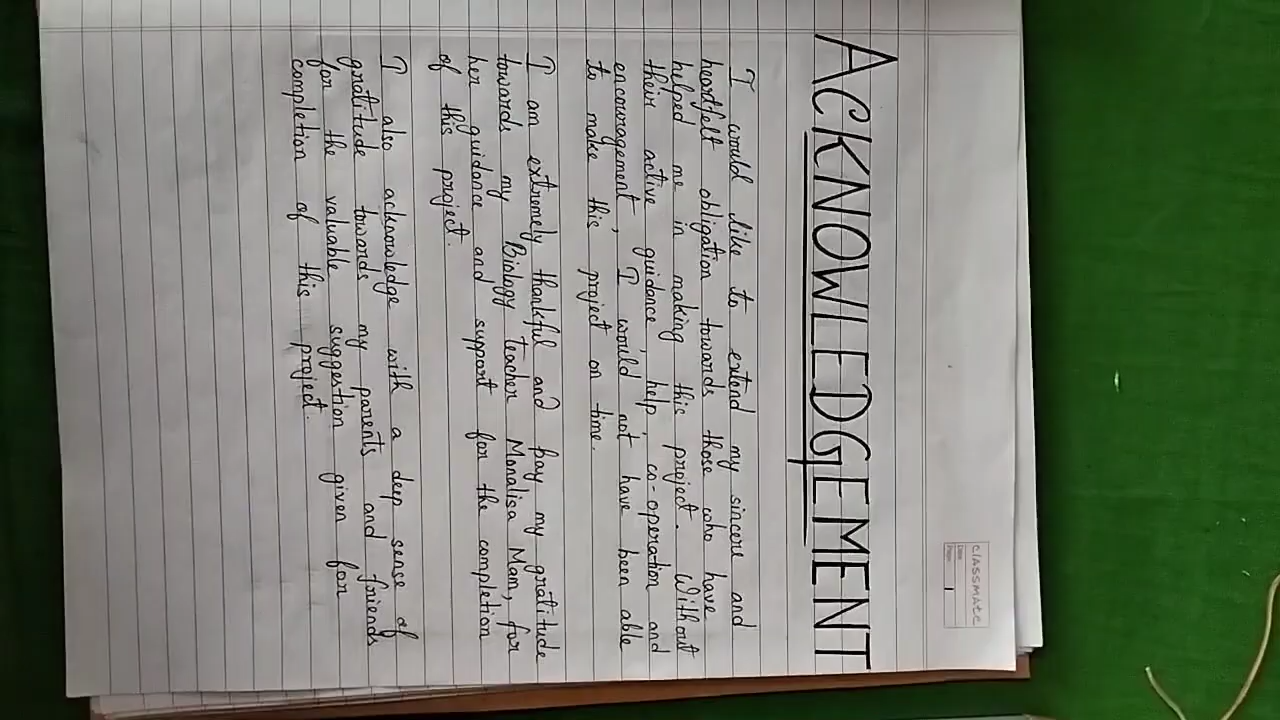 classmate
Date
Page 1
ACKNOWLEDGEMENT
I would like to extend my sincere and
heartfelt obligation towards those who have
helped me in making this project. Without
their active guidance, help, co-operation and
encouragement, I would not have been able
to make this project on time.
I am extremely thankful and pay my gratitude
towards my Biology teacher Monalisa Mam, for
her guidance and support for the completion
of this project.
I also acknowledge with a deep sense of
gratitude towards my parents and friends
for the valuable suggestion given for
completion of this project.